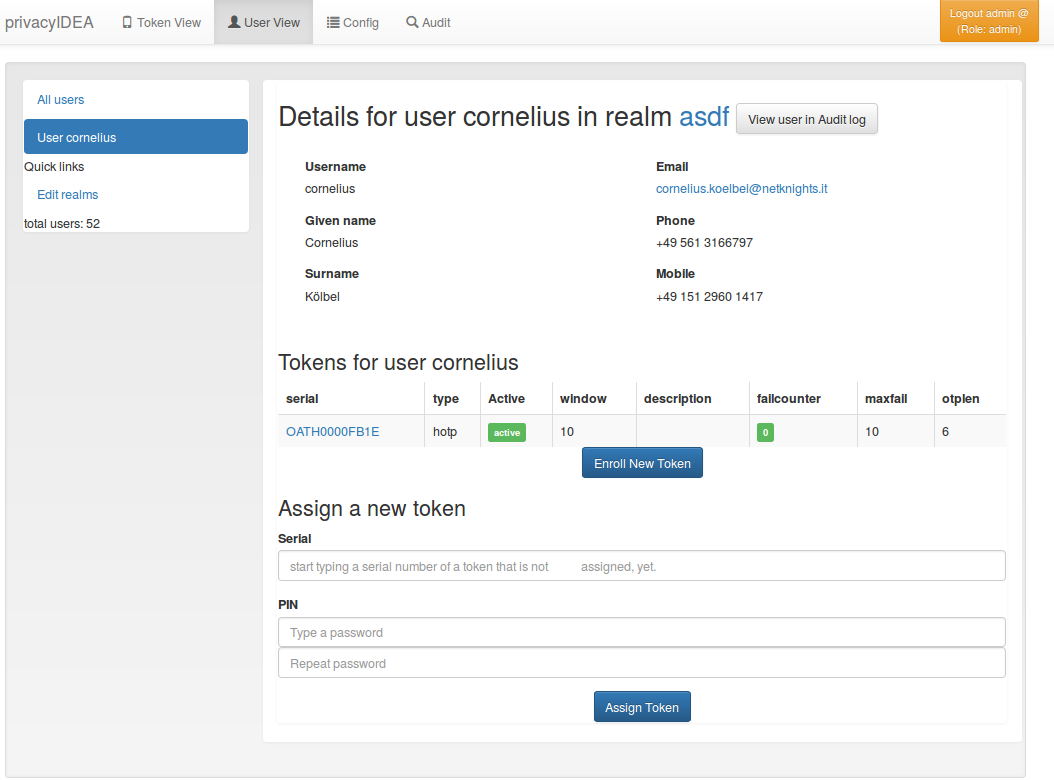 privacyIDEA Token View User View Config Audit Logout admin @
(Role: admin)
All users
User cornelius
Quick links
Edit realms
total users: 52
Details for user cornelius in realm asdf View user in Audit log
Username Email
cornelius cornelius.koelbel@netknights.it
Given name Phone
Cornelius +49 561 3166797
Surname Mobile
Kölbel +49 151 2960 1417
Tokens for user cornelius
serial type Active window description failcounter maxfail otplen
OATH0000FB1E hotp active 10 0 10 6
Enroll New Token
Assign a new token
Serial
start typing a serial number of a token that is not assigned, yet.
PIN
Type a password
Repeat password
Assign Token